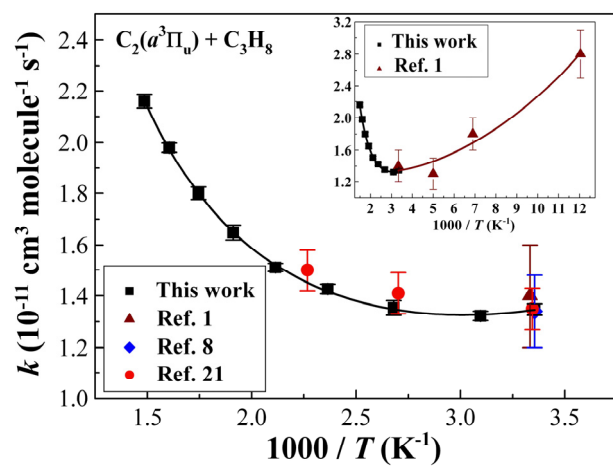 C₂(a³Πᵤ) + C₃H₈
k (10⁻¹¹ cm³ molecule⁻¹ s⁻¹)
2.4
2.2
2.0
1.8
1.6
1.4
1.2
1.0
This work
Ref. 1
Ref. 8
Ref. 21
1.5
2.0
2.5
3.0
3.5
1000 / T (K⁻¹)
This work
Ref. 1
3.2
2.8
2.4
2.0
1.6
1.2
2 3 4 5 6 7 8 9 10 11 12
1000 / T (K⁻¹)